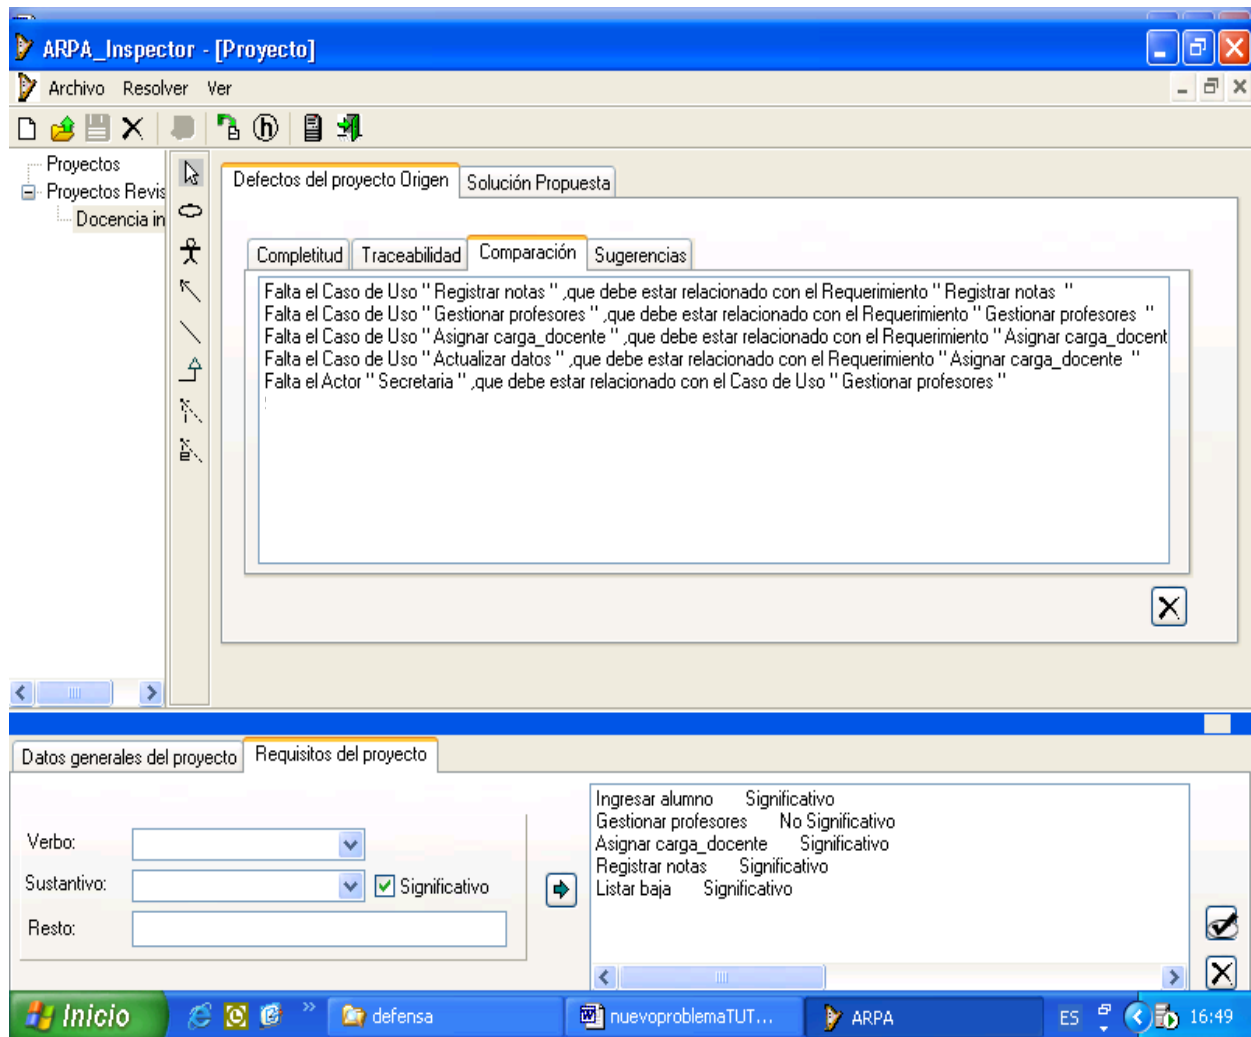 ARPA_Inspector - [Proyecto]
Archivo Resolver Ver
Proyectos
Proyectos Revis
Docencia in
Defectos del proyecto Origen Solución Propuesta
Completitud Traceabilidad Comparación Sugerencias
Falta el Caso de Uso " Registrar notas " ,que debe estar relacionado con el Requerimiento " Registrar notas "
Falta el Caso de Uso " Gestionar profesores " ,que debe estar relacionado con el Requerimiento " Gestionar profesores "
Falta el Caso de Uso " Asignar carga_docente " ,que debe estar relacionado con el Requerimiento " Asignar carga_docent
Falta el Caso de Uso " Actualizar datos " ,que debe estar relacionado con el Requerimiento " Asignar carga_docente "
Falta el Actor " Secretaria " ,que debe estar relacionado con el Caso de Uso " Gestionar profesores "
Datos generales del proyecto Requisitos del proyecto
Verbo:
Sustantivo: Significativo
Resto:
Ingresar alumno Significativo
Gestionar profesores No Significativo
Asignar carga_docente Significativo
Registrar notas Significativo
Listar baja Significativo
Inicio » defensa nuevoproblemaTUT... ARPA ES 16:49